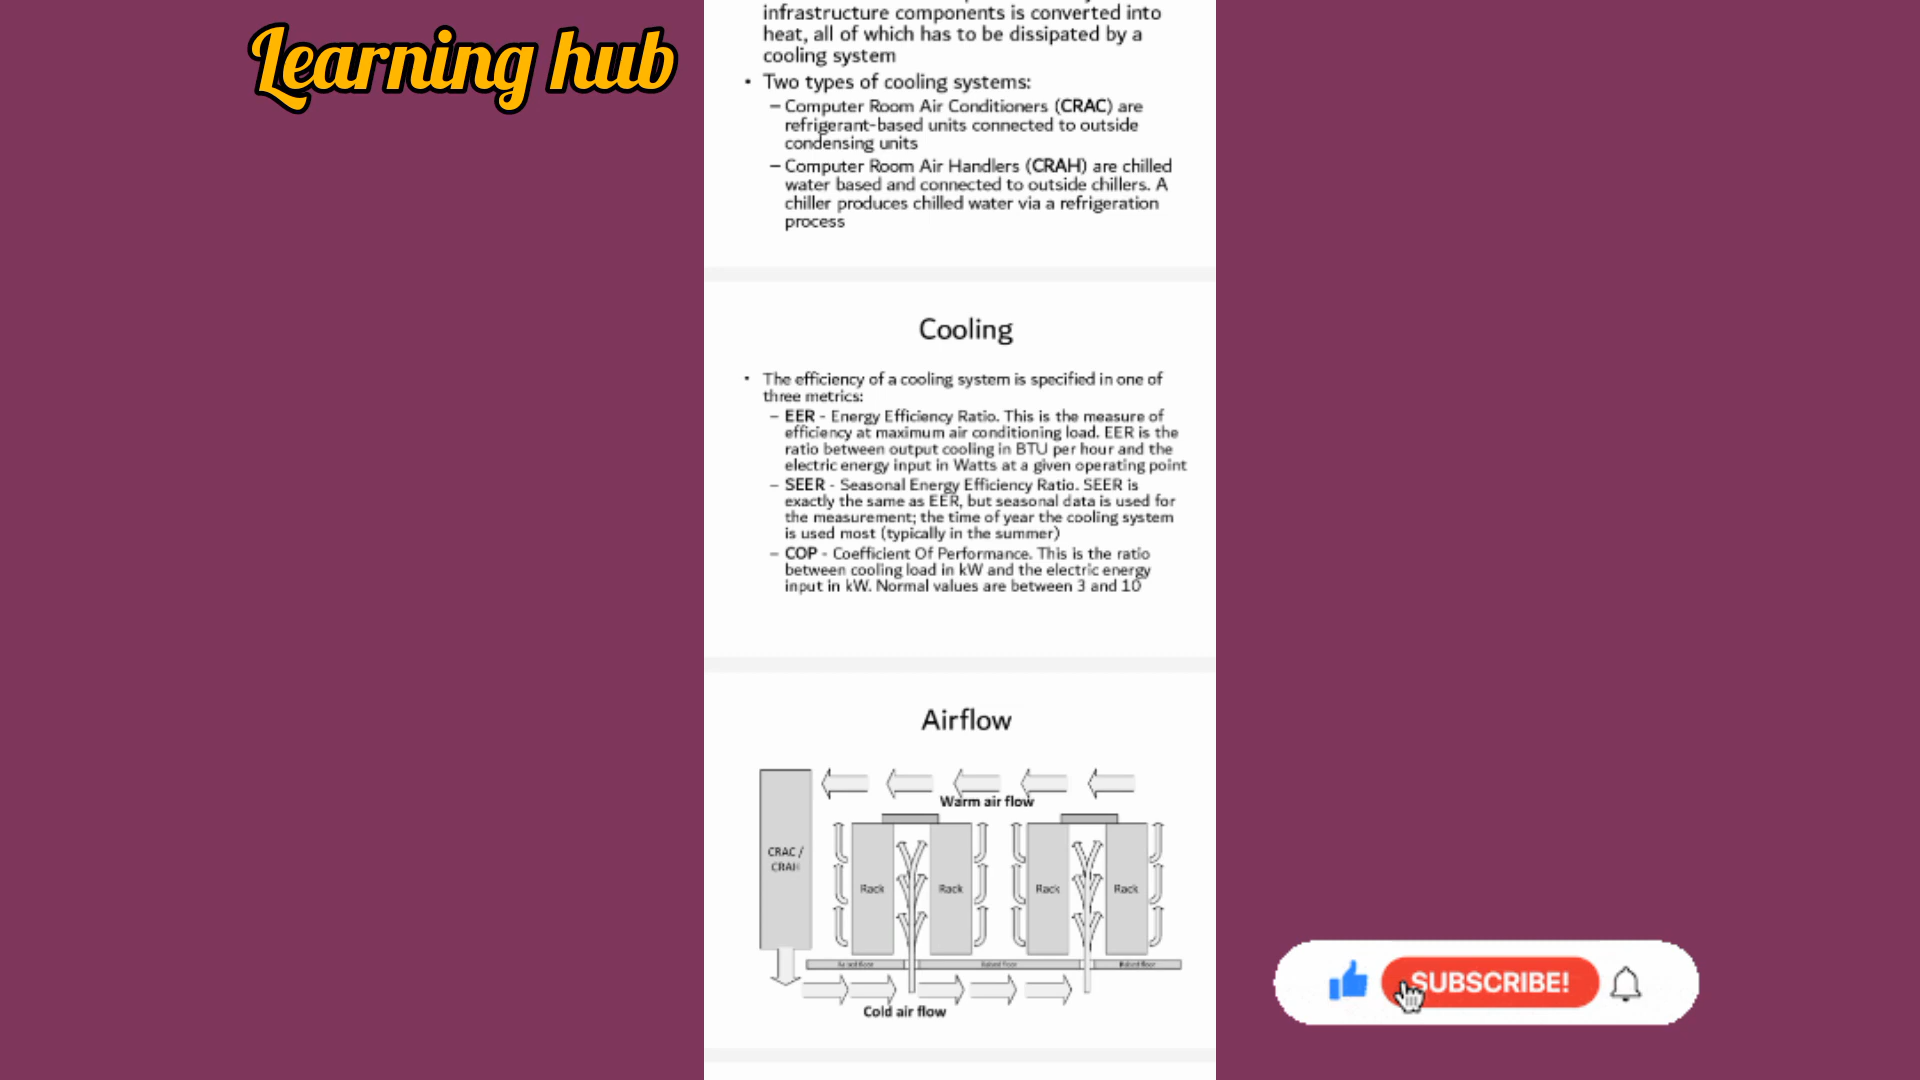 Learning hub
infrastructure components is converted into
heat, all of which has to be dissipated by a
cooling system
• Two types of cooling systems:
– Computer Room Air Conditioners (CRAC) are
refrigerant-based units connected to outside
condensing units
– Computer Room Air Handlers (CRAH) are chilled
water based and connected to outside chillers. A
chiller produces chilled water via a refrigeration
process
Cooling
• The efficiency of a cooling system is specified in one of
three metrics:
– EER - Energy Efficiency Ratio. This is the measure of
efficiency at maximum air conditioning load. EER is the
ratio between output cooling in BTU per hour and the
electric energy input in Watts at a given operating point
– SEER - Seasonal Energy Efficiency Ratio. SEER is
exactly the same as EER, but seasonal data is used for
the measurement; the time of year the cooling system
is used most (typically in the summer)
– COP - Coefficient Of Performance. This is the ratio
between cooling load in kW and the electric energy
input in kW. Normal values are between 3 and 10
Airflow
Warm air flow
CRAC /
CRAH
Rack Rack Rack Rack
Raised floor Raised floor Raised floor
Cold air flow
SUBSCRIBE!